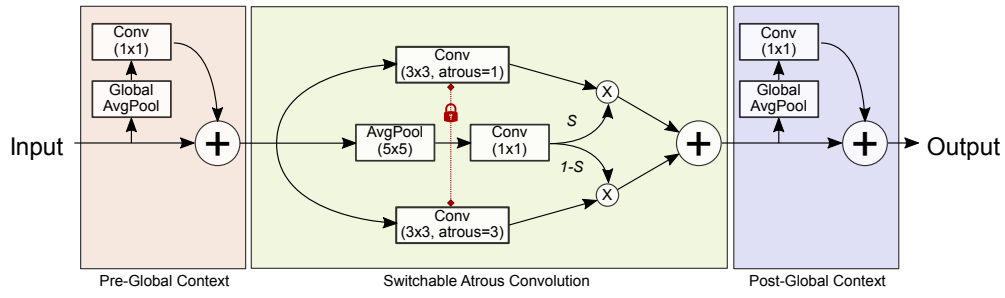 Input
Conv
(1x1)
Global
AvgPool
+
Pre-Global Context
Conv
(3x3, atrous=1)
AvgPool
(5x5)
Conv
(1x1)
S
1-S
X
X
Conv
(3x3, atrous=3)
+
Switchable Atrous Convolution
Conv
(1x1)
Global
AvgPool
+
Post-Global Context
Output